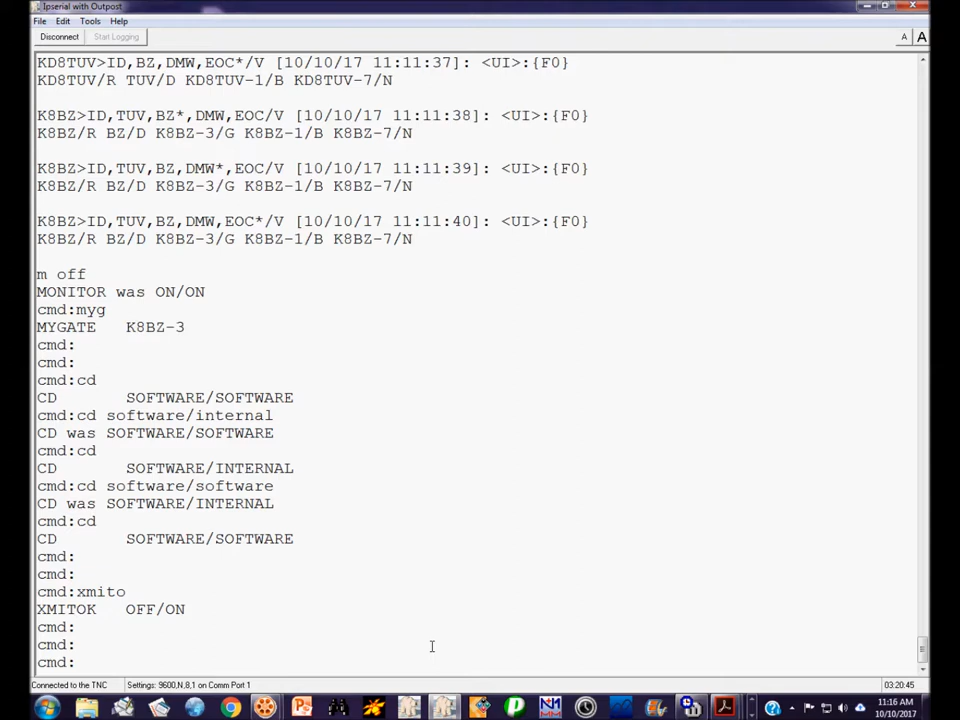 Ipserial with Outpost
File Edit Tools Help
Disconnect Start Logging A A
KD8TUV>ID,BZ,DMW,EOC*/V [10/10/17 11:11:37]: <UI>:{F0}
KD8TUV/R TUV/D KD8TUV-1/B KD8TUV-7/N
K8BZ>ID,TUV,BZ*,DMW,EOC/V [10/10/17 11:11:38]: <UI>:{F0}
K8BZ/R BZ/D K8BZ-3/G K8BZ-1/B K8BZ-7/N
K8BZ>ID,TUV,BZ,DMW*,EOC/V [10/10/17 11:11:39]: <UI>:{F0}
K8BZ/R BZ/D K8BZ-3/G K8BZ-1/B K8BZ-7/N
K8BZ>ID,TUV,BZ,DMW,EOC*/V [10/10/17 11:11:40]: <UI>:{F0}
K8BZ/R BZ/D K8BZ-3/G K8BZ-1/B K8BZ-7/N
m off
MONITOR was ON/ON
cmd:myg
MYGATE K8BZ-3
cmd:
cmd:
cmd:cd
CD SOFTWARE/SOFTWARE
cmd:cd software/internal
CD was SOFTWARE/SOFTWARE
cmd:cd
CD SOFTWARE/INTERNAL
cmd:cd software/software
CD was SOFTWARE/INTERNAL
cmd:cd
CD SOFTWARE/SOFTWARE
cmd:
cmd:
cmd:xmito
XMITOK OFF/ON
cmd:
cmd:
cmd:
Connected to the TNC Settings: 9600,N,8,1 on Comm Port 1 03:20:45
11:16 AM
10/10/2017